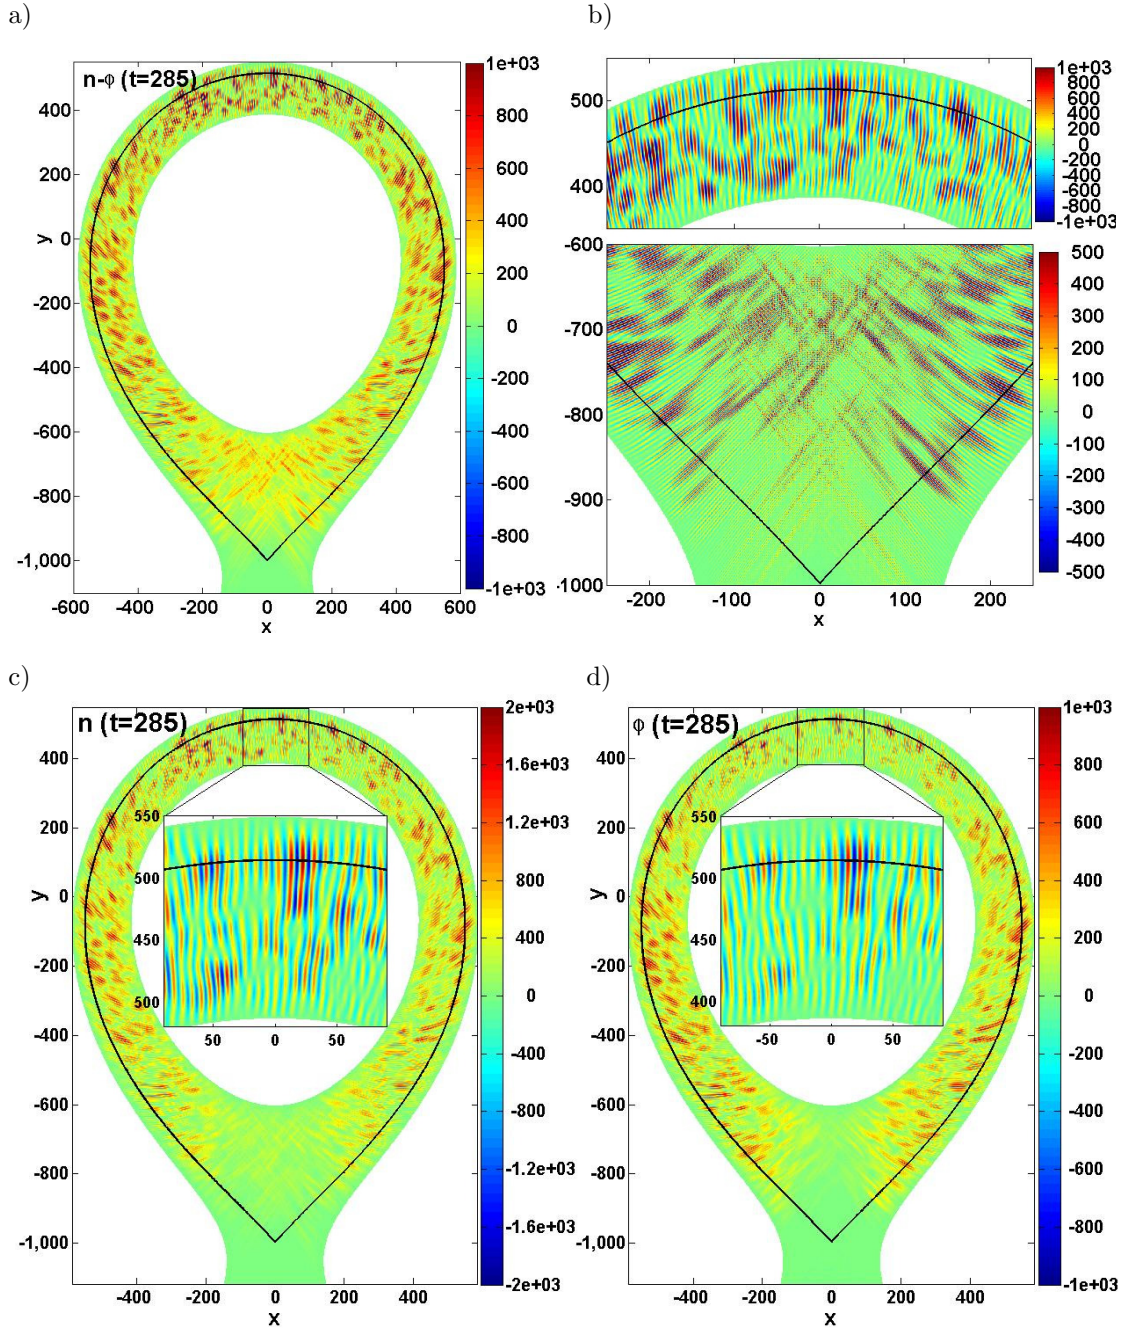 a)
b)
n-φ (t=285)
1e+03
800
600
400
200
0
-200
-400
-600
-800
-1e+03
400
200
0
-200
-400
-600
-800
-1,000
y
-600 -400 -200 0 200 400 600
x
500
400
1e+03
800
600
400
200
0
-200
-400
-600
-800
-1e+03
-600
-700
-800
-900
-1000
-200 -100 0 100 200
x
500
400
300
200
100
0
-100
-200
-300
-400
-500
c)
d)
n (t=285)
400
200
0
-200
-400
-600
-800
-1,000
y
550
500
450
500
50 0 50
-400 -200 0 200 400
x
2e+03
1.6e+03
1.2e+03
800
400
0
-400
-800
-1.2e+03
-1.6e+03
-2e+03
φ (t=285)
400
200
0
-200
-400
-600
-800
-1,000
y
550
500
450
400
-50 0 50
-400 -200 0 200 400
x
1e+03
800
600
400
200
0
-200
-400
-600
-800
-1e+03